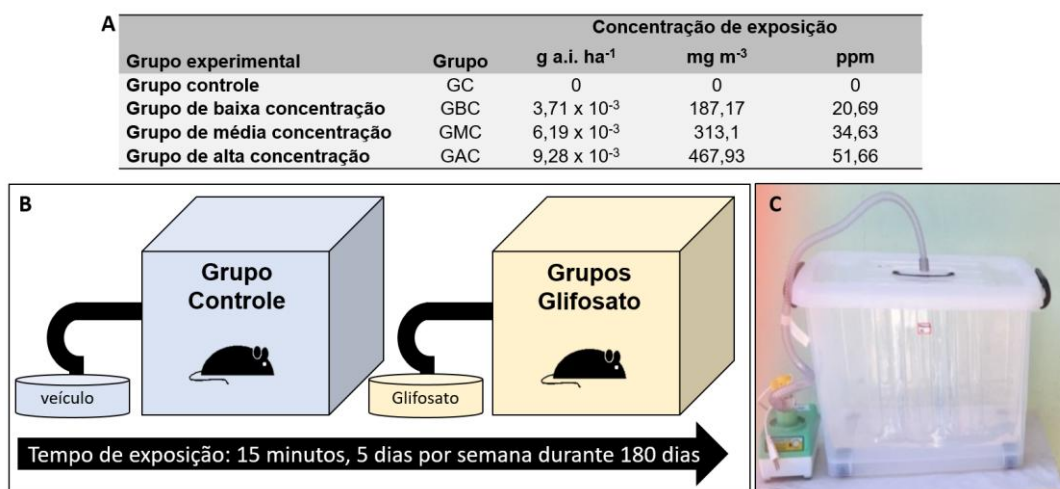 A
Concentração de exposição
Grupo experimental Grupo g a.i. ha⁻¹ mg m⁻³ ppm
Grupo controle GC 0 0 0
Grupo de baixa concentração GBC 3,71 x 10⁻³ 187,17 20,69
Grupo de média concentração GMC 6,19 x 10⁻³ 313,1 34,63
Grupo de alta concentração GAC 9,28 x 10⁻³ 467,93 51,66
B
Grupo
Controle
veículo
Grupos
Glifosato
Glifosato
Tempo de exposição: 15 minutos, 5 dias por semana durante 180 dias
C